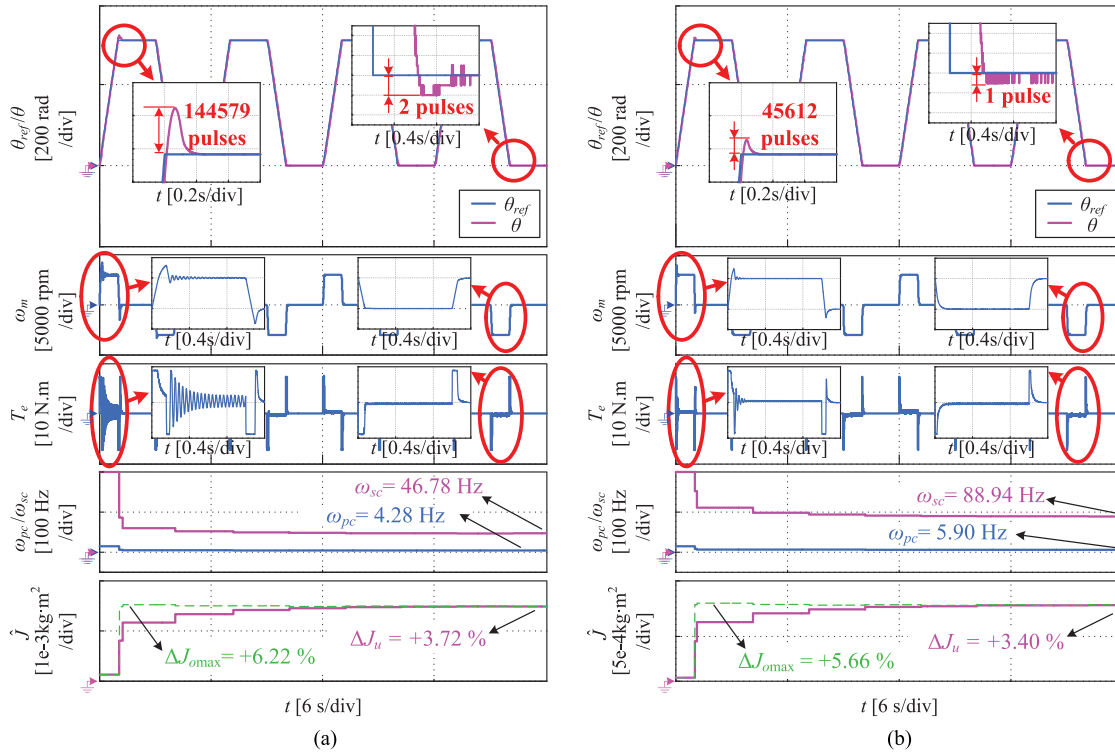 θref/θ
[200 rad
/div]
144579
pulses
t [0.2s/div]
2 pulses
t [0.4s/div]
θref
θ
ωm
[5000 rpm
/div]
t [0.4s/div]
t [0.4s/div]
Te
[10 N.m
/div]
t [0.4s/div]
t [0.4s/div]
ωpc/ωsc
[100 Hz
/div]
ωsc= 46.78 Hz
ωpc= 4.28 Hz
Ĵ
[1e-3kg·m²
/div]
ΔJu = +3.72 %
ΔJomax= +6.22 %
t [6 s/div]
(a)
θref/θ
[200 rad
/div]
45612
pulses
t [0.2s/div]
1 pulse
t [0.4s/div]
θref
θ
ωm
[5000 rpm
/div]
t [0.4s/div]
t [0.4s/div]
Te
[10 N.m
/div]
t [0.4s/div]
t [0.4s/div]
ωpc/ωsc
[100 Hz
/div]
ωsc= 88.94 Hz
ωpc= 5.90 Hz
Ĵ
[5e-4kg·m²
/div]
ΔJu = +3.40 %
ΔJomax= +5.66 %
t [6 s/div]
(b)